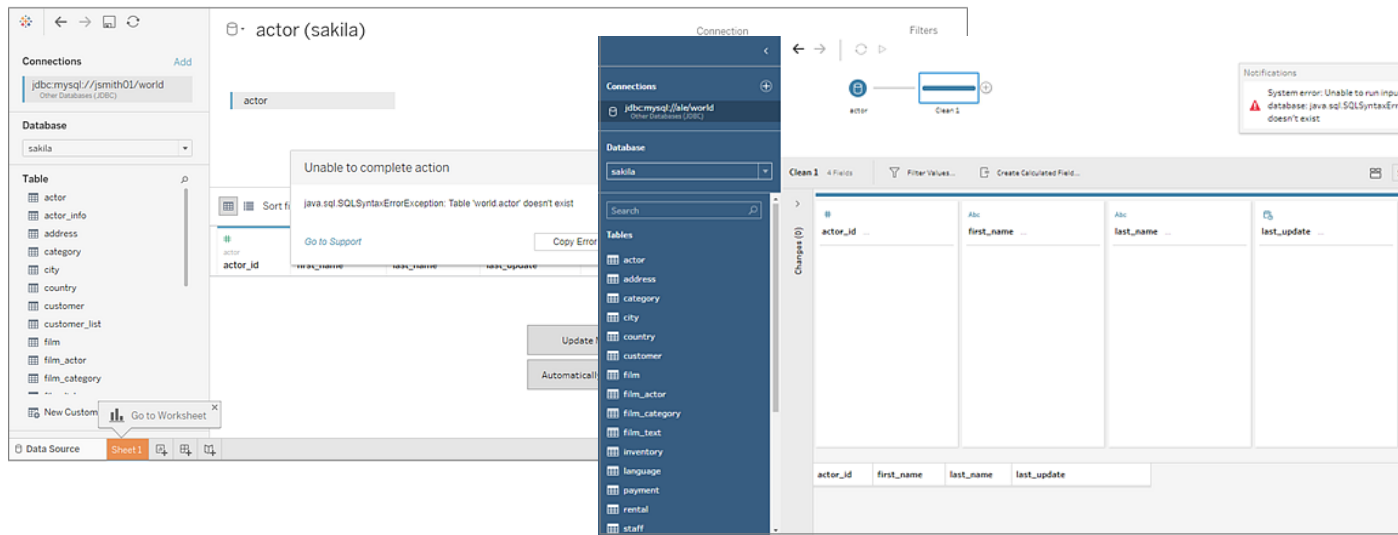 actor (sakila)
Connection
Filters
Connections
Add
jdbc:mysql://jsmith01/world
Other Databases (JDBC)
actor
Database
sakila
Table
actor
actor_info
address
category
city
country
customer
customer_list
film
film_actor
film_category
New Custom
Go to Worksheet
Data Source
Sheet 1
Unable to complete action
java.sql.SQLSyntaxErrorException: Table 'world.actor' doesn't exist
Go to Support
Copy Error
Sort fi
actor
actor_id
first_name
last_name
last_update
Update
Automatically
Connections
jdbc:mysql://ale/world
Other Databases (JDBC)
Database
sakila
Search
Tables
actor
address
category
city
country
customer
film
film_actor
film_category
film_text
inventory
language
payment
rental
staff
actor
Clean 1
Notifications
System error: Unable to run inpu
database: java.sql.SQLSyntaxErr
doesn't exist
Clean 1 4 Fields
Filter Values...
Create Calculated Field...
Changes (0)
#
actor_id
Abc
first_name
Abc
last_name
last_update
actor_id first_name last_name last_update